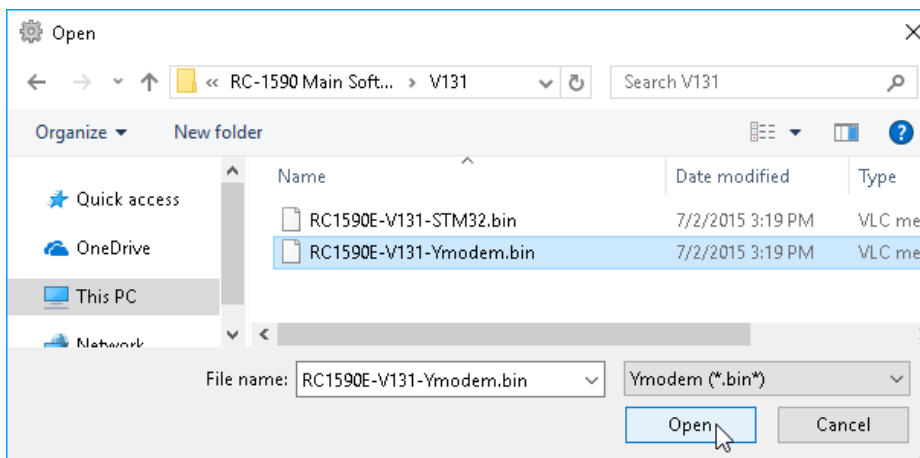 Open
« RC-1590 Main Soft... > V131
Search V131
Organize
New folder
Name
Date modified
Type
Quick access
OneDrive
This PC
Network
RC1590E-V131-STM32.bin
7/2/2015 3:19 PM
VLC me
RC1590E-V131-Ymodem.bin
7/2/2015 3:19 PM
VLC me
File name:
RC1590E-V131-Ymodem.bin
Ymodem (*.bin*)
Open
Cancel